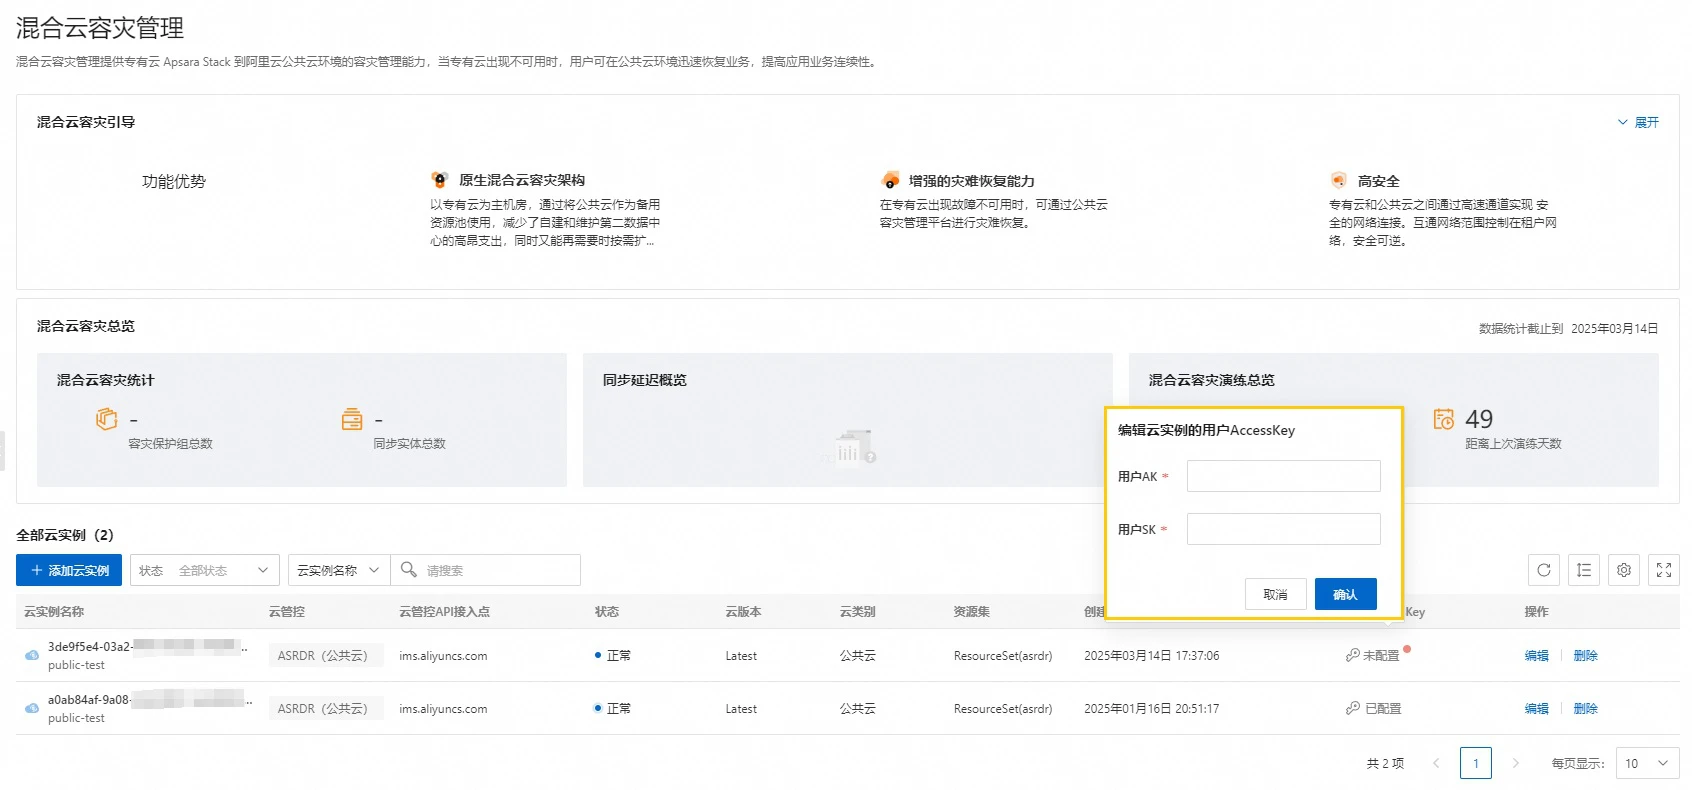 混合云容灾管理
混合云容灾管理提供专有云 Apsara Stack 到阿里云公共云环境的容灾管理能力，当专有云出现不可用时，用户可在公共云环境迅速恢复业务，提高应用业务连续性。
混合云容灾引导
展开
功能优势
原生混合云容灾架构
以专有云为主机房，通过将公共云作为备用
资源池使用，减少了自建和维护第二数据中
心的高昂支出，同时又能再需要时按需扩...
增强的灾难恢复能力
在专有云出现故障不可用时，可通过公共云
容灾管理平台进行灾难恢复。
高安全
专有云和公共云之间通过高速通道实现 安
全的网络连接。互通网络范围控制在租户网
络，安全可逆。
混合云容灾总览
数据统计截止到 2025年03月14日
混合云容灾统计
-
容灾保护组总数
-
同步实体总数
同步延迟概览
混合云容灾演练总览
49
距离上次演练天数
编辑云实例的用户AccessKey
用户AK *
用户SK *
取消 确认
全部云实例（2）
添加云实例 状态 全部状态 云实例名称 请搜索
云实例名称 云管控 云管控API接入点 状态 云版本 云类别 资源集 创建 Key 操作
3de9f5e4-03a2- ..
public-test
ASRDR（公共云） ims.aliyuncs.com 正常 Latest 公共云 ResourceSet(asrdr) 2025年03月14日 17:37:06 未配置 编辑 删除
a0ab84af-9a08- ...
public-test
ASRDR（公共云） ims.aliyuncs.com 正常 Latest 公共云 ResourceSet(asrdr) 2025年01月16日 20:51:17 已配置 编辑 删除
共 2 项 1 每页显示： 10